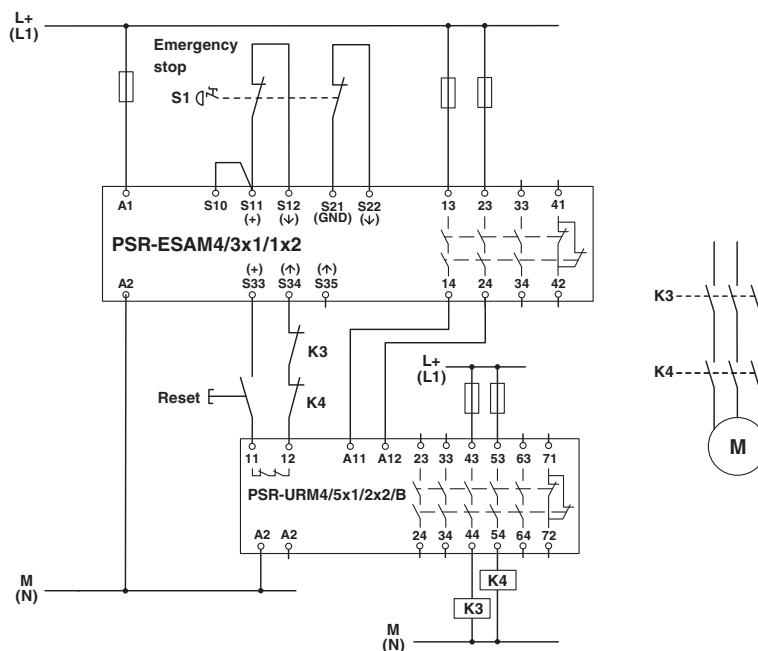 L+
(L1)
Emergency
stop
S1
A1 S10 S11 S12 S21 S22 13 23 33 41
(+) (↓) (GND) (↓)
PSR-ESAM4/3x1/1x2
(+) (↑) (↑)
A2 S33 S34 S35 14 24 34 42
K3
K3
L+
(L1)
K4
Reset
K4
M
11 12 A11 A12 23 33 43 53 63 71
PSR-URM4/5x1/2x2/B
A2 A2 24 34 44 54 64 72
M
(N)
K4
K3
M
(N)